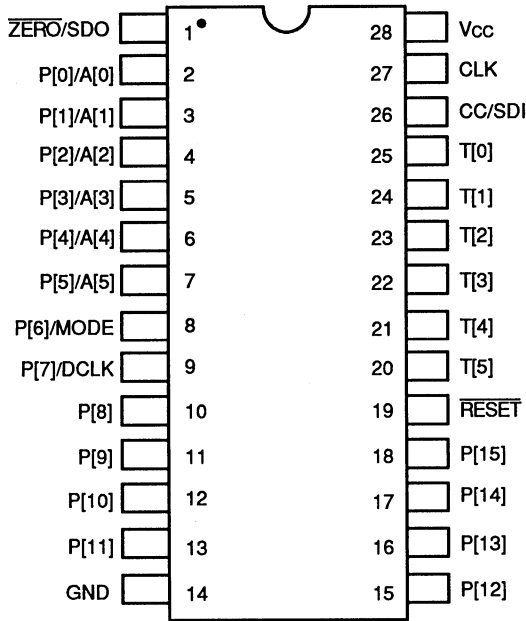 Z̅E̅R̅O̅/SDO 1 28 Vcc
P[0]/A[0] 2 27 CLK
P[1]/A[1] 3 26 CC/SDI
P[2]/A[2] 4 25 T[0]
P[3]/A[3] 5 24 T[1]
P[4]/A[4] 6 23 T[2]
P[5]/A[5] 7 22 T[3]
P[6]/MODE 8 21 T[4]
P[7]/DCLK 9 20 T[5]
P[8] 10 19 R̅E̅S̅E̅T̅
P[9] 11 18 P[15]
P[10] 12 17 P[14]
P[11] 13 16 P[13]
GND 14 15 P[12]